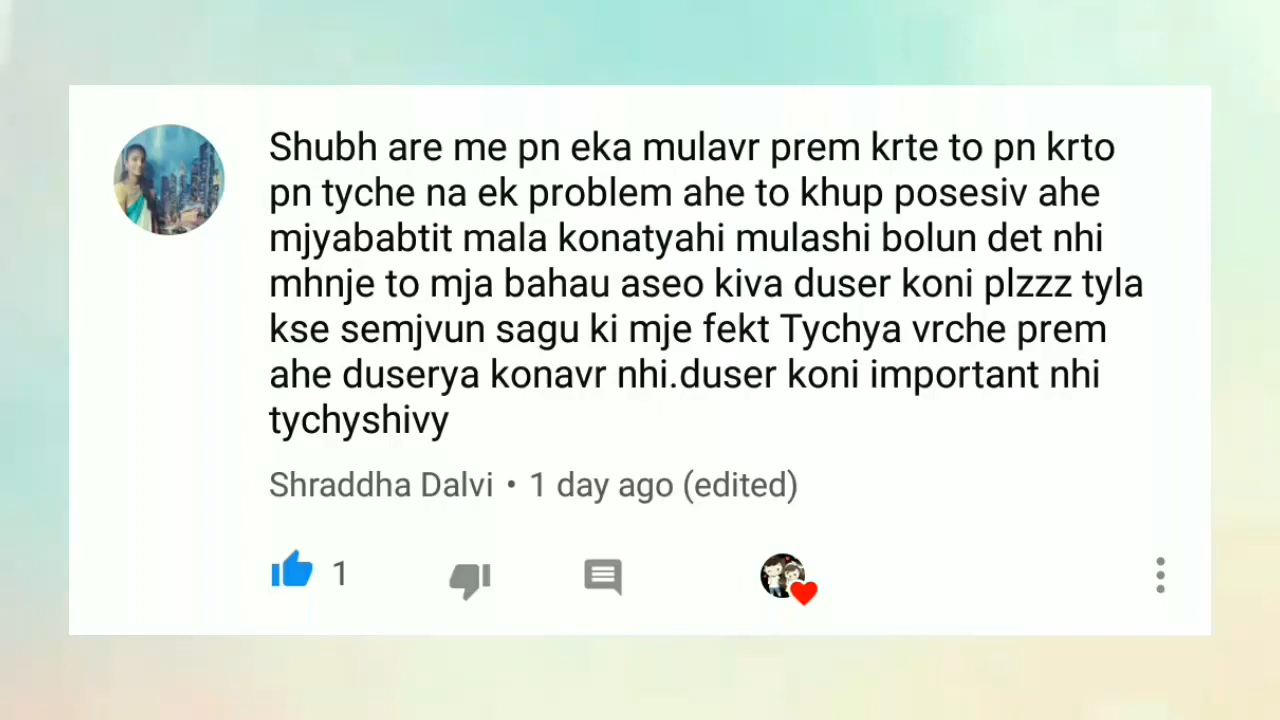 Shubh are me pn eka mulavr prem krte to pn krto
pn tyche na ek problem ahe to khup posesiv ahe
mjyababtit mala konatyahi mulashi bolun det nhi
mhnje to mja bahau aseo kiva duser koni plzzz tyla
kse semjvun sagu ki mje fekt Tychya vrche prem
ahe duserya konavr nhi.duser koni important nhi
tychyshivy
Shraddha Dalvi • 1 day ago (edited)
1